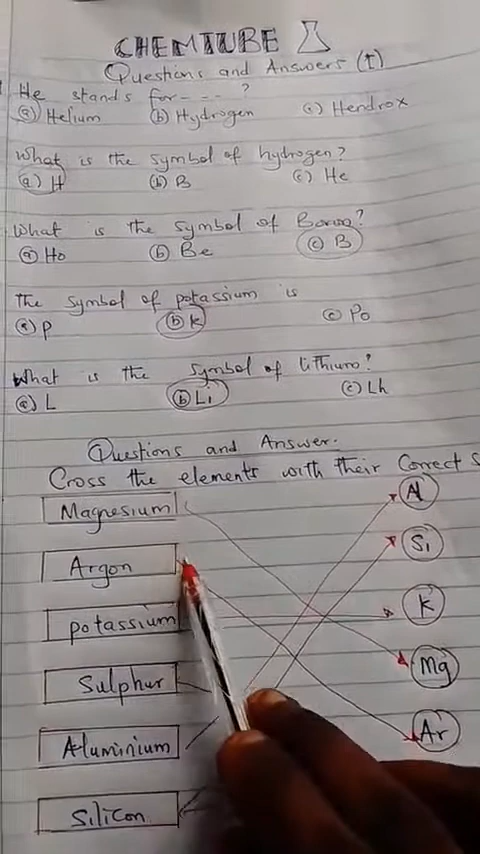 CHEMTUBE
Questions and Answers (I)
He stands for - - - - ?
(a) Helium (b) Hydrogen (c) Hendrox
What is the symbol of hydrogen?
(a) H (b) B (c) He
What is the symbol of Boron?
(a) Ho (b) Be (c) B
The symbol of potassium is
(a) P (b) K (c) Po
What is the symbol of lithium?
(a) L (b) Li (c) Lh
Questions and Answer.
Cross the elements with their Correct S
Magnesium Al
Argon Si
potassium K
Sulphur Mg
Aluminium Ar
Silicon